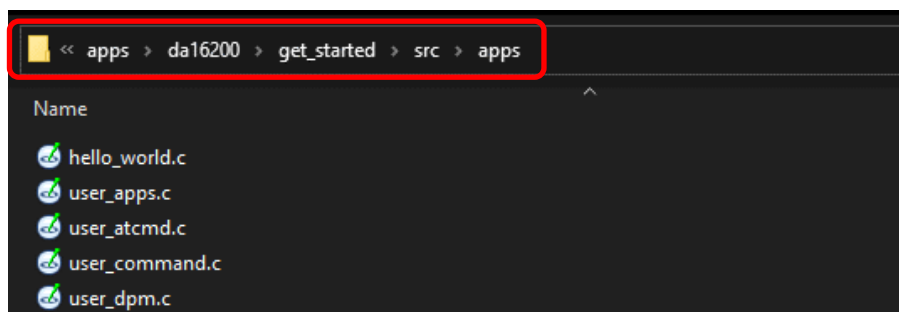 « apps > da16200 > get_started > src > apps
Name
hello_world.c
user_apps.c
user_atcmd.c
user_command.c
user_dpm.c